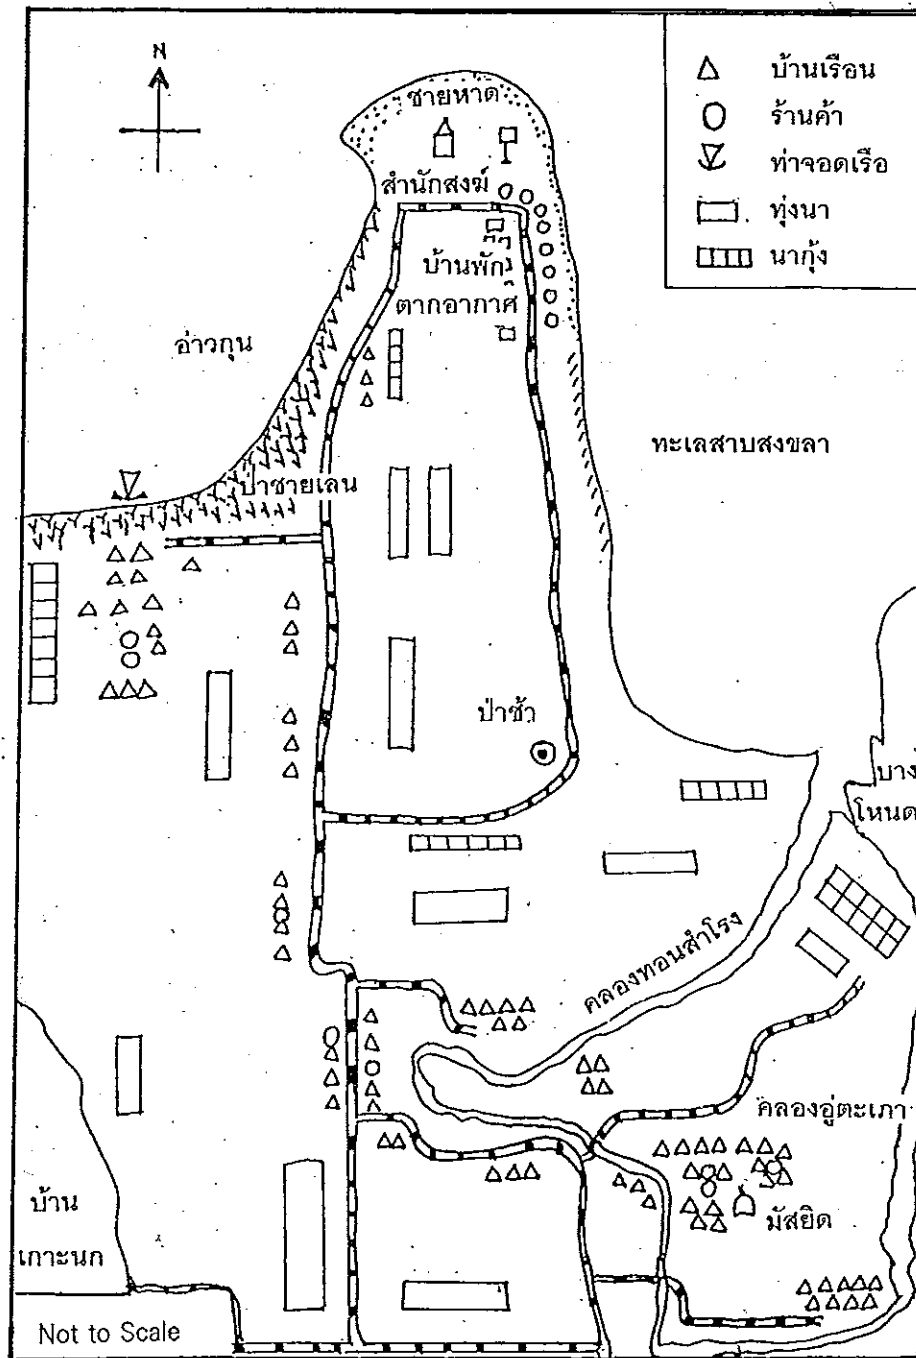 N
บ้านเรือน
ร้านค้า
ท่าจอดเรือ
ทุ่งนา
นากุ้ง
ชายหาด
สำนักสงฆ์
บ้านพัก
ตากอากาศ
อ่าวกุน
ทะเลสาบสงขลา
ป่าชายเลน
ป่าช้า
บาง
โหนด
คลองทอนสำโรง
คลองอู่ตะเภา
มัสยิด
บ้าน
เกาะนก
Not to Scale